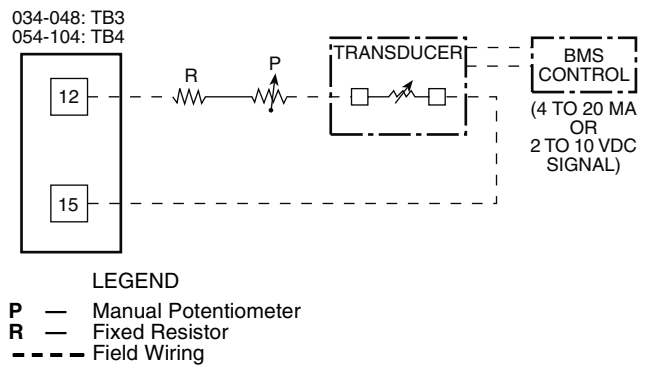 034-048: TB3
054-104: TB4
12
R
P
TRANSDUCER
BMS
CONTROL
(4 TO 20 MA
OR
2 TO 10 VDC
SIGNAL)
15
LEGEND
P — Manual Potentiometer
R — Fixed Resistor
Field Wiring